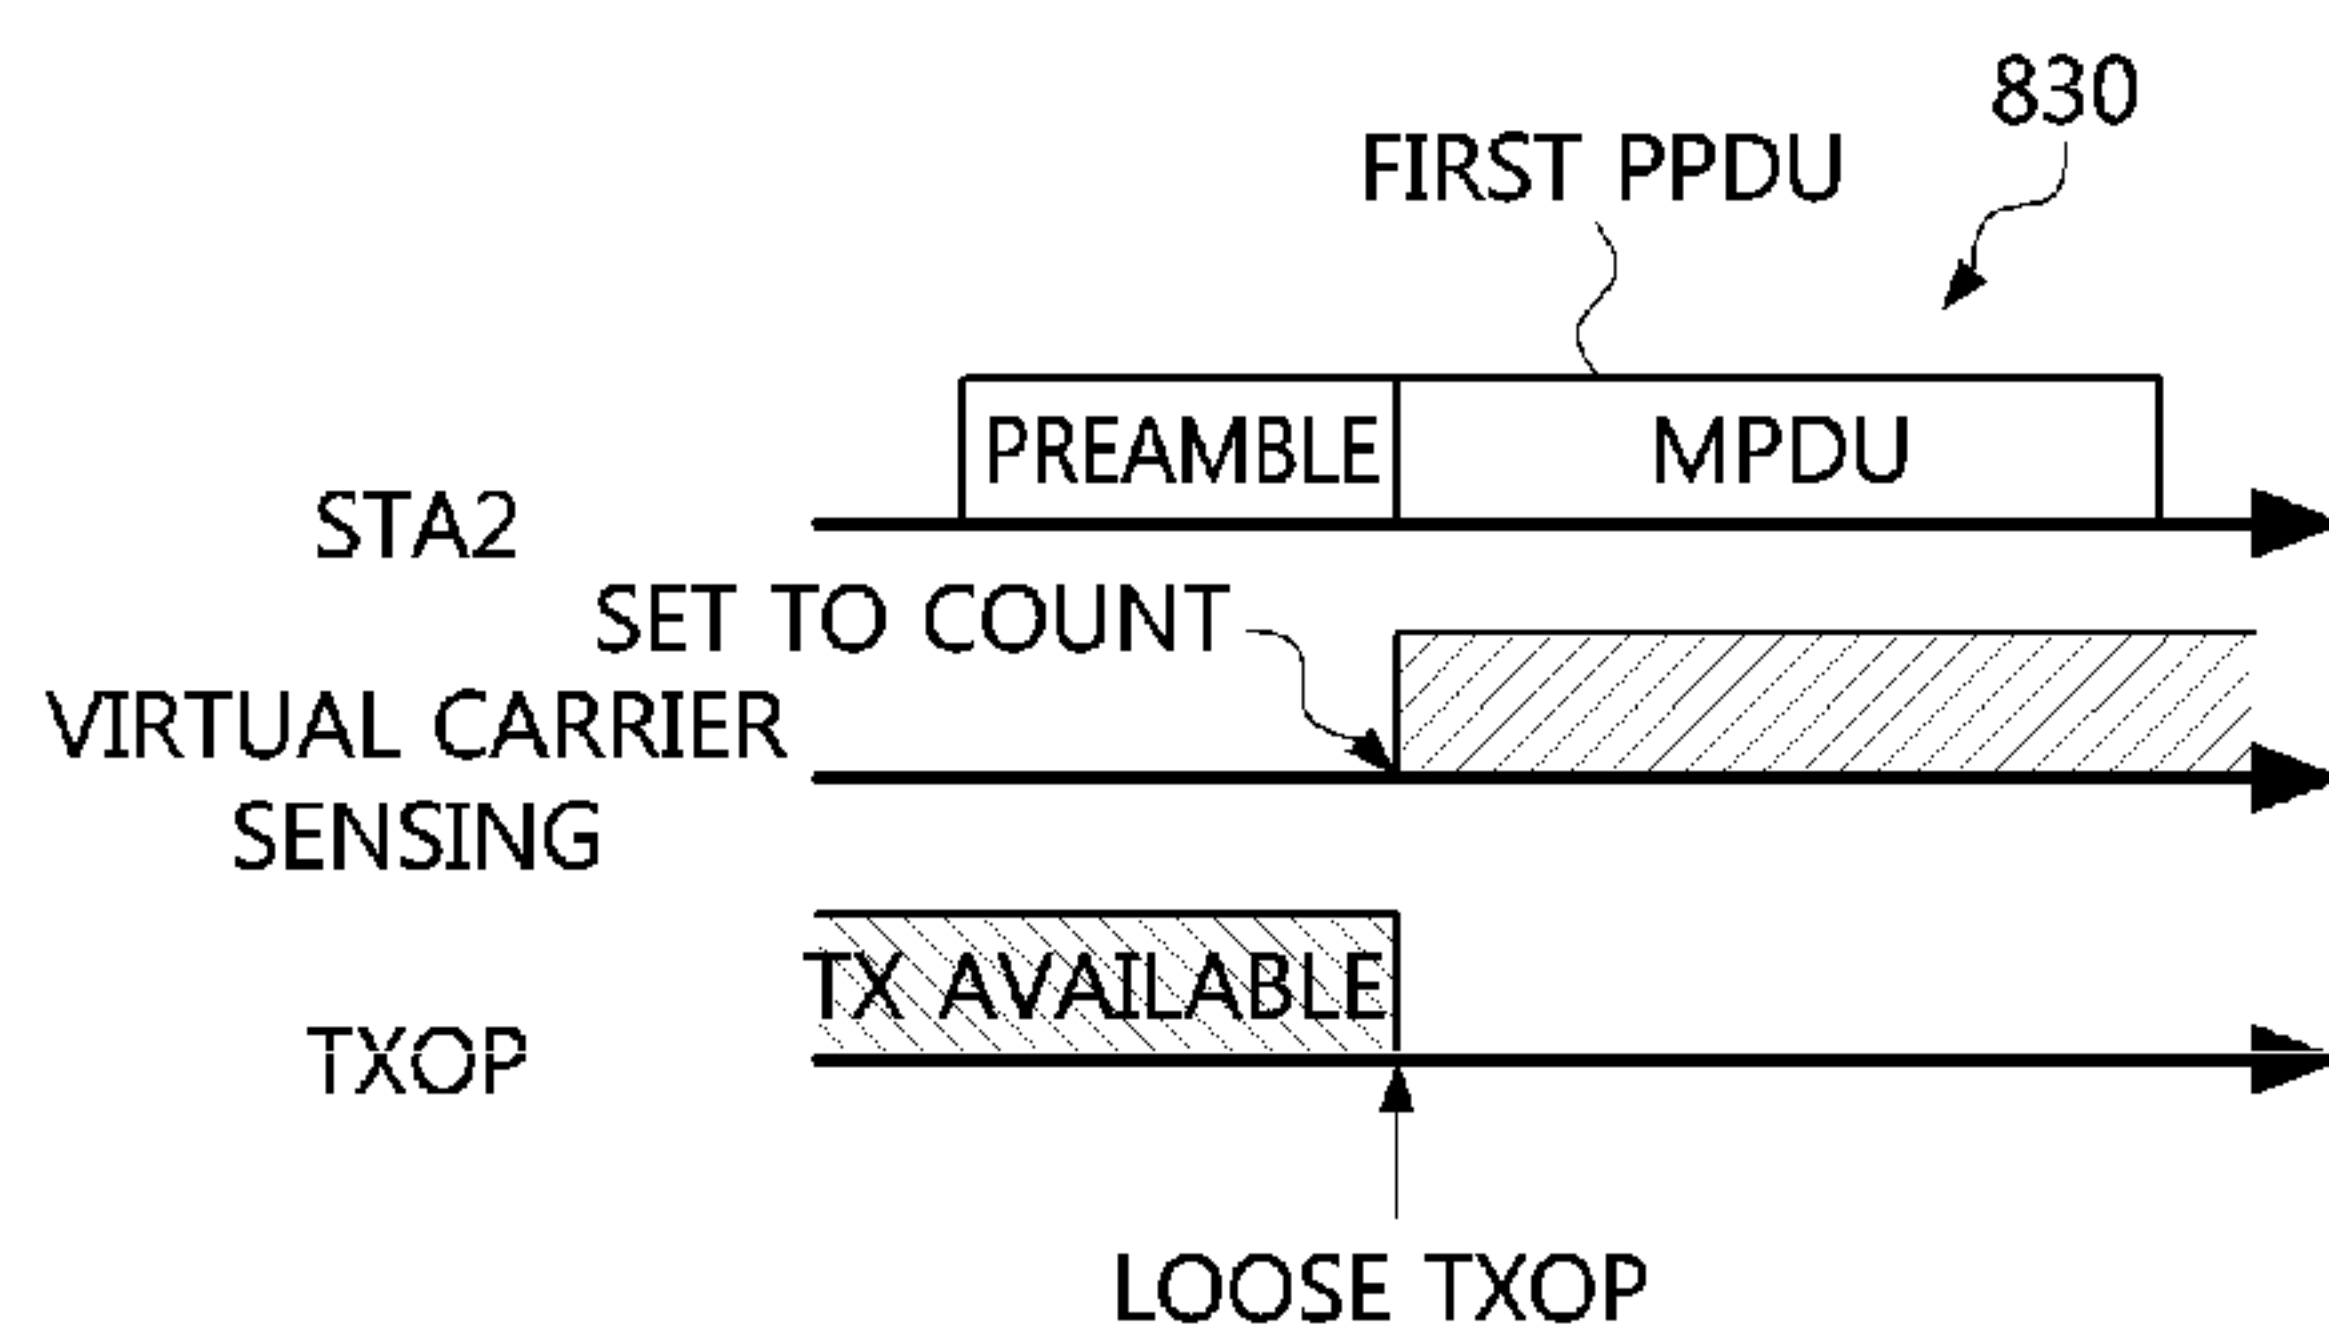 830
FIRST PPDU
PREAMBLE
MPDU
STA2
SET TO COUNT
VIRTUAL CARRIER
SENSING
TX AVAILABLE
TXOP
LOOSE TXOP